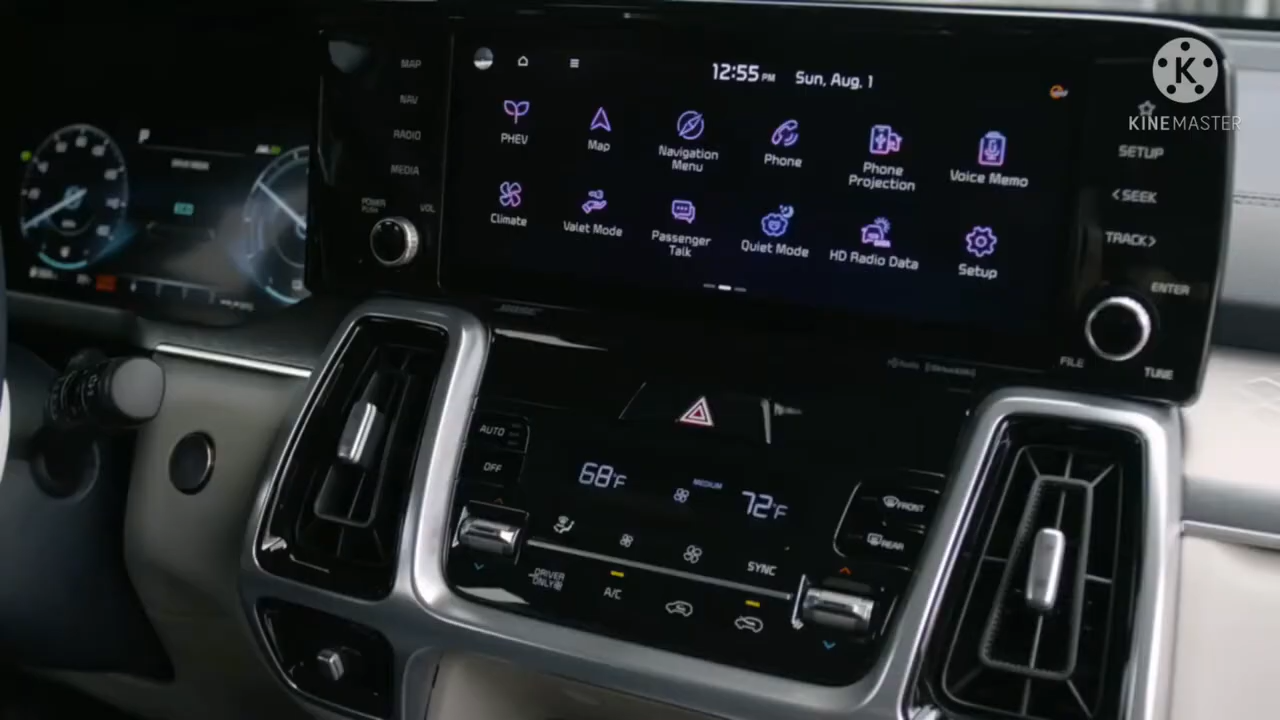 MAP
NAV
RADIO
MEDIA
POWER
PUSH
VOL
12:55 PM Sun, Aug. 1
PHEV
Map
Navigation
Menu
Phone
Phone
Projection
Voice Memo
Climate
Valet Mode
Passenger
Talk
Quiet Mode
HD Radio Data
Setup
K
KINEMASTER
SETUP
< SEEK
TRACK >
ENTER
FILE
TUNE
AUTO
OFF
68°F
MEDIUM
72°F
FRONT
REAR
DRIVER
ONLY
A/C
SYNC